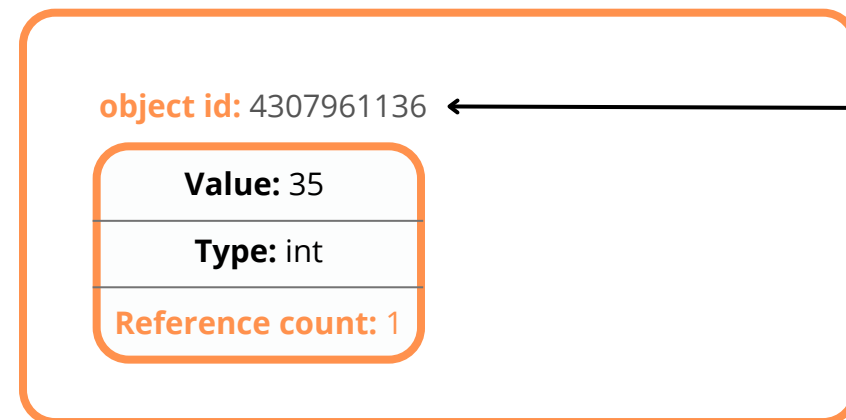 object id: 4307961136
Value: 35
Type: int
Reference count: 1